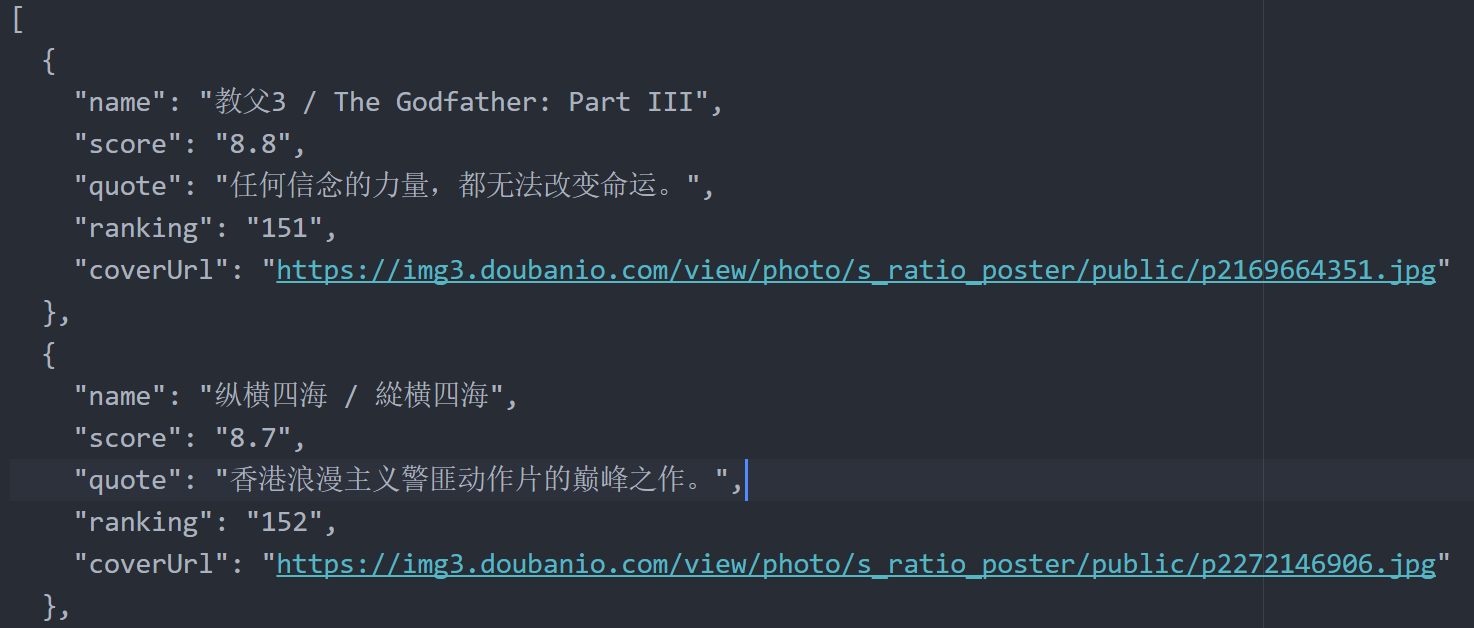 [
{
"name": "教父3 / The Godfather: Part III",
"score": "8.8",
"quote": "任何信念的力量，都无法改变命运。",
"ranking": "151",
"coverUrl": "https://img3.doubanio.com/view/photo/s_ratio_poster/public/p2169664351.jpg"
},
{
"name": "纵横四海 / 縱橫四海",
"score": "8.7",
"quote": "香港浪漫主义警匪动作片的巅峰之作。",
"ranking": "152",
"coverUrl": "https://img3.doubanio.com/view/photo/s_ratio_poster/public/p2272146906.jpg"
},